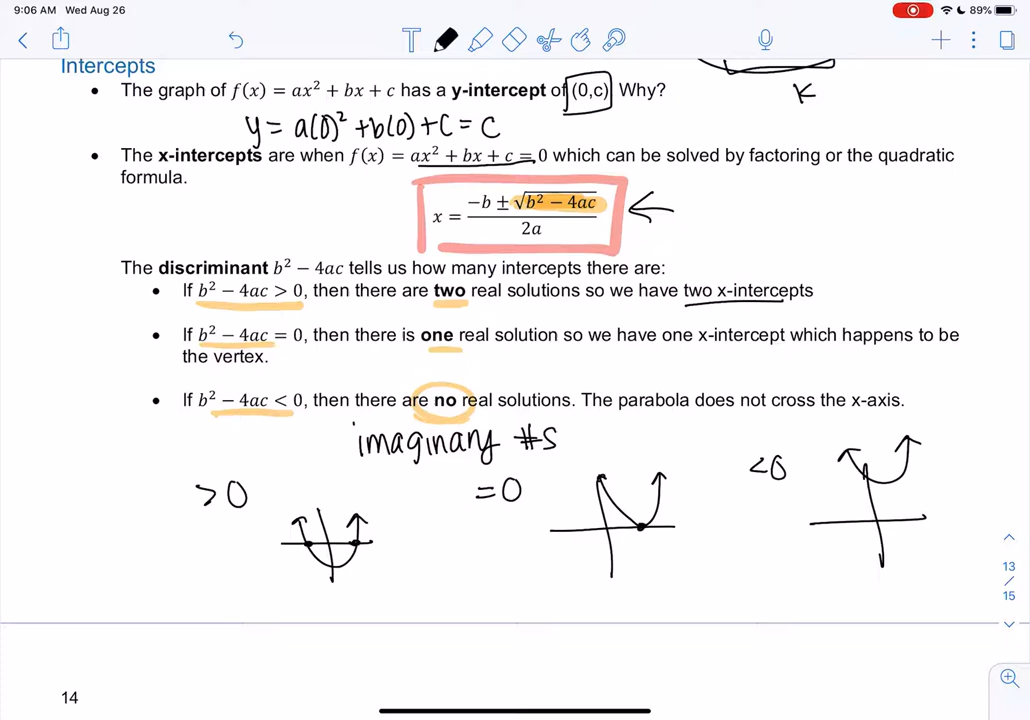 9:06 AM Wed Aug 26
89%
T
Intercepts
• The graph of f(x) = ax² + bx + c has a y-intercept of (0,c) Why?
K
y = a(0)² + b(0) + c = c
• The x-intercepts are when f(x) = ax² + bx + c = 0 which can be solved by factoring or the quadratic
formula.
x = (-b ± √(b² − 4ac)) / 2a
The discriminant b² − 4ac tells us how many intercepts there are:
• If b² − 4ac > 0, then there are two real solutions so we have two x-intercepts
• If b² − 4ac = 0, then there is one real solution so we have one x-intercept which happens to be
the vertex.
• If b² − 4ac < 0, then there are no real solutions. The parabola does not cross the x-axis.
imaginary #s
>0 =0 <0
13
/
15
14